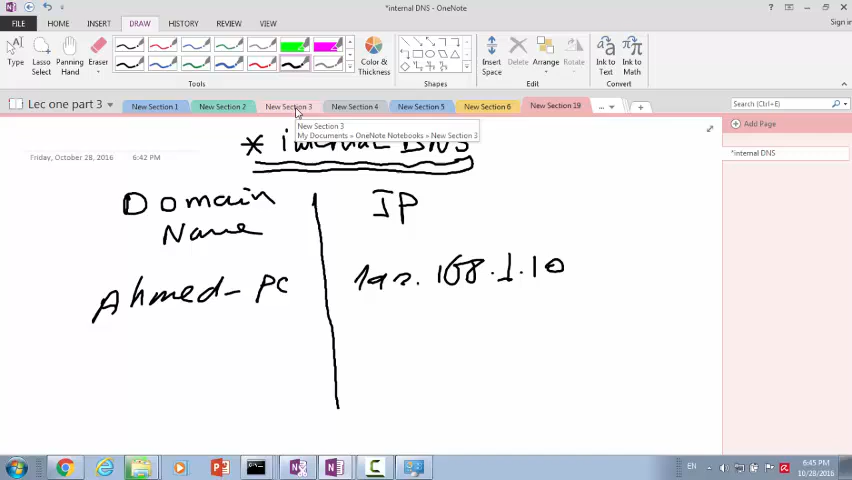 *internal DNS - OneNote
FILE HOME INSERT DRAW HISTORY REVIEW VIEW
Sign in
Type Lasso Select Panning Hand Eraser Color & Thickness Insert Space Delete Arrange Rotate Ink to Text Ink to Math
Tools Shapes Edit Convert
Lec one part 3 New Section 1 New Section 2 New Section 3 New Section 4 New Section 5 New Section 6 New Section 19 ... Search (Ctrl+E)
New Section 3
My Documents » OneNote Notebooks » New Section 3
Add Page
*internal DNS
* internal DNS
Friday, October 28, 2016 6:42 PM
Domain Name
IP
Ahmed-PC
192.168.1.10
EN 6:45 PM
10/28/2016